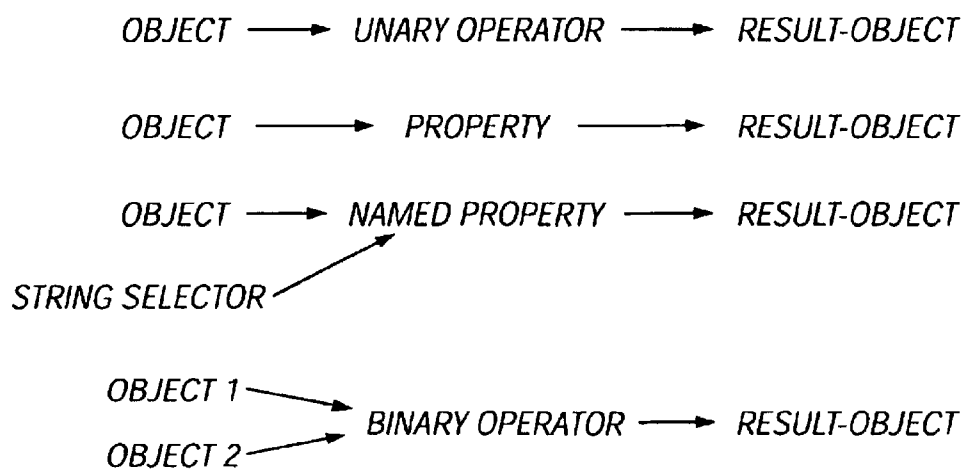 OBJECT UNARY OPERATOR RESULT-OBJECT
OBJECT PROPERTY RESULT-OBJECT
OBJECT NAMED PROPERTY RESULT-OBJECT
STRING SELECTOR
OBJECT 1
BINARY OPERATOR RESULT-OBJECT
OBJECT 2